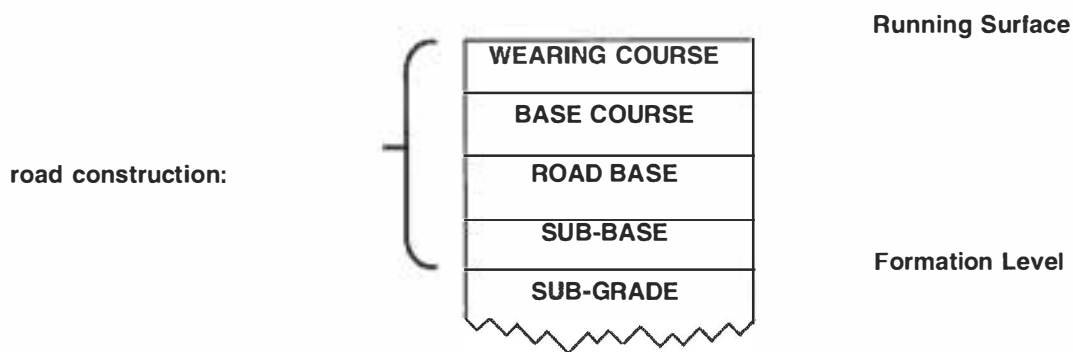 Running Surface
WEARING COURSE
BASE COURSE
road construction:
ROAD BASE
SUB-BASE
Formation Level
SUB-GRADE